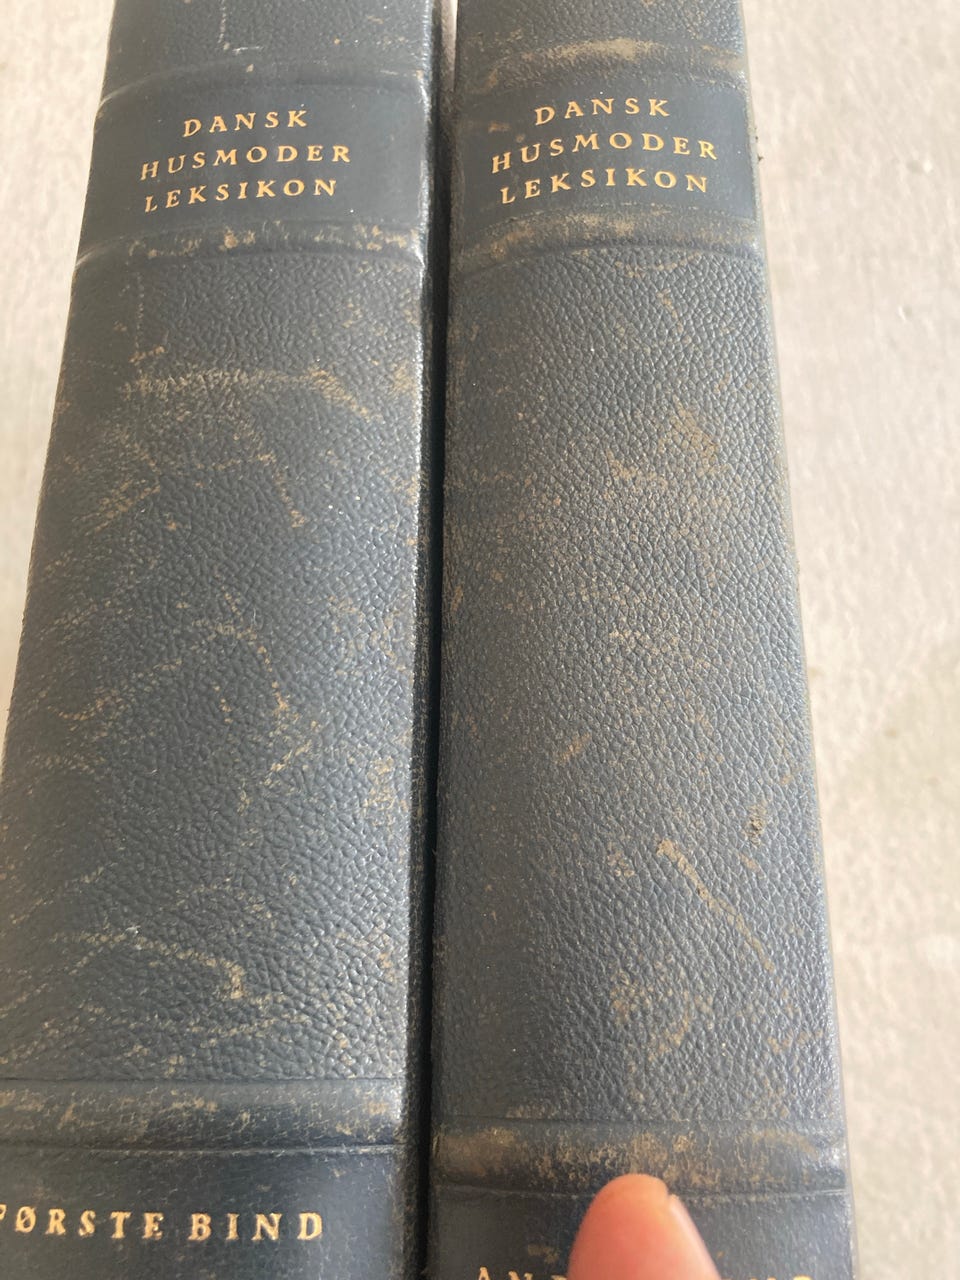 DANSK
HUSMODER
LEKSIKON
FØRSTE BIND
DANSK
HUSMODER
LEKSIKON